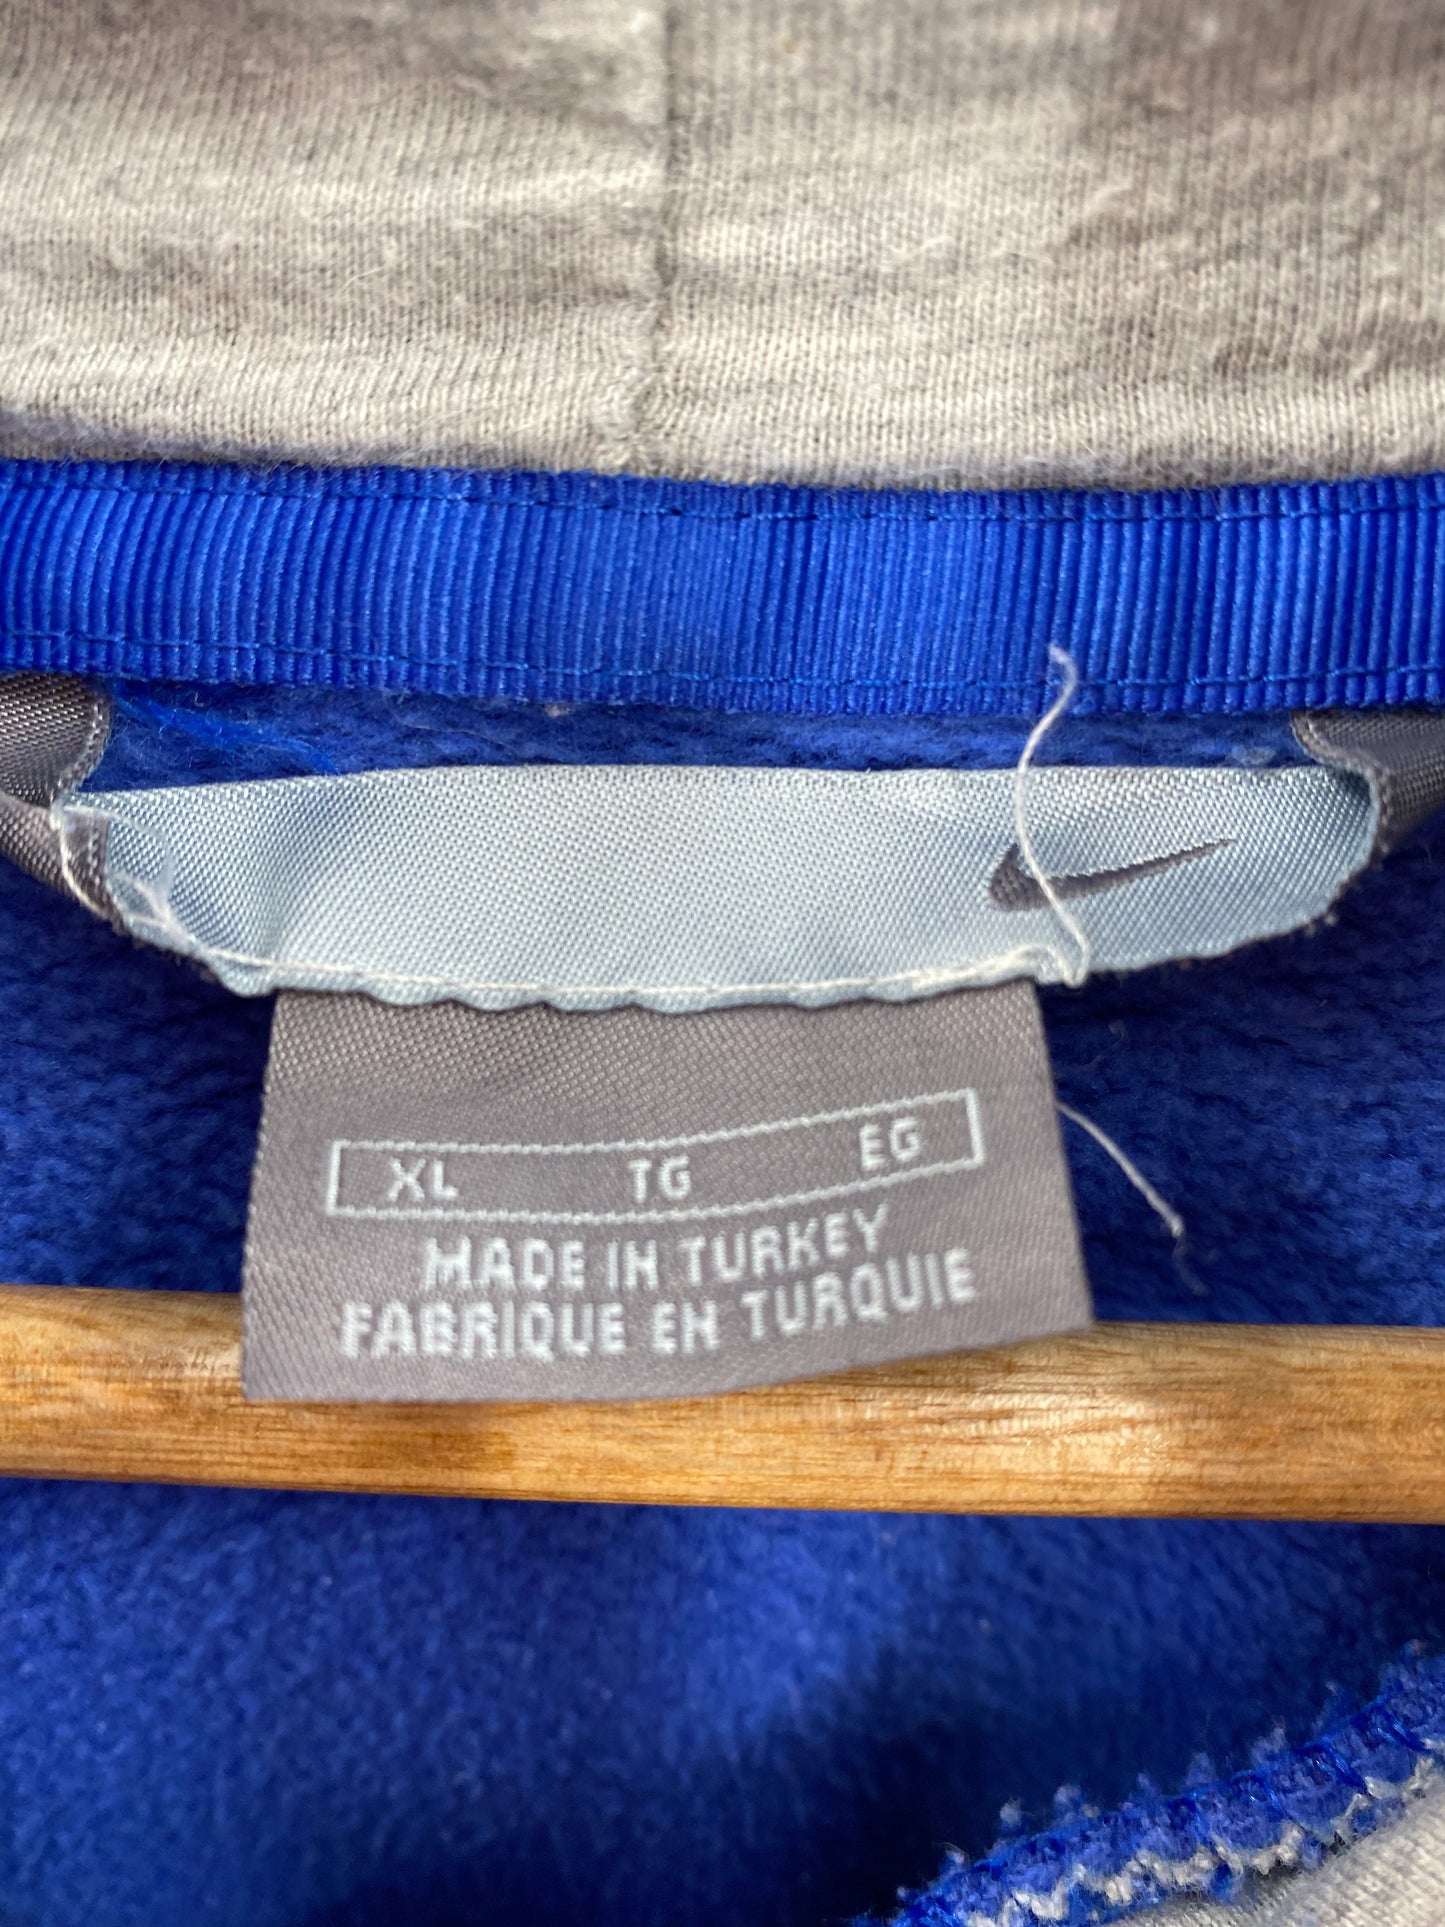 XL TG EG
MADE IN TURKEY
FABRIQUE EN TURQUIE